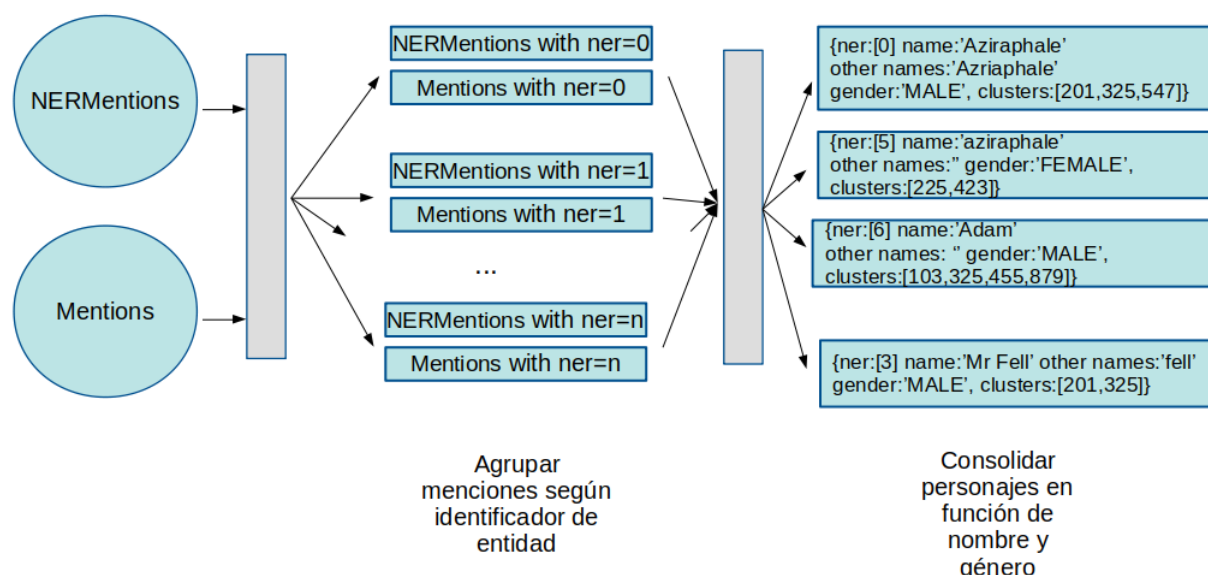 NERMentions
Mentions
NERMentions with ner=0
Mentions with ner=0
NERMentions with ner=1
Mentions with ner=1
...
NERMentions with ner=n
Mentions with ner=n
{ner:[0] name:’Aziraphale’
other names:’Azriaphale’
gender:’MALE’, clusters:[201,325,547]}
{ner:[5] name:’aziraphale’
other names:’’ gender:’FEMALE’,
clusters:[225,423]}
{ner:[6] name:’Adam’
other names: ‘’ gender:’MALE’,
clusters:[103,325,455,879]}
{ner:[3] name:’Mr Fell’ other names:’fell’
gender:’MALE’, clusters:[201,325]}
Agrupar
menciones según
identificador de
entidad
Consolidar
personajes en
función de
nombre y
género